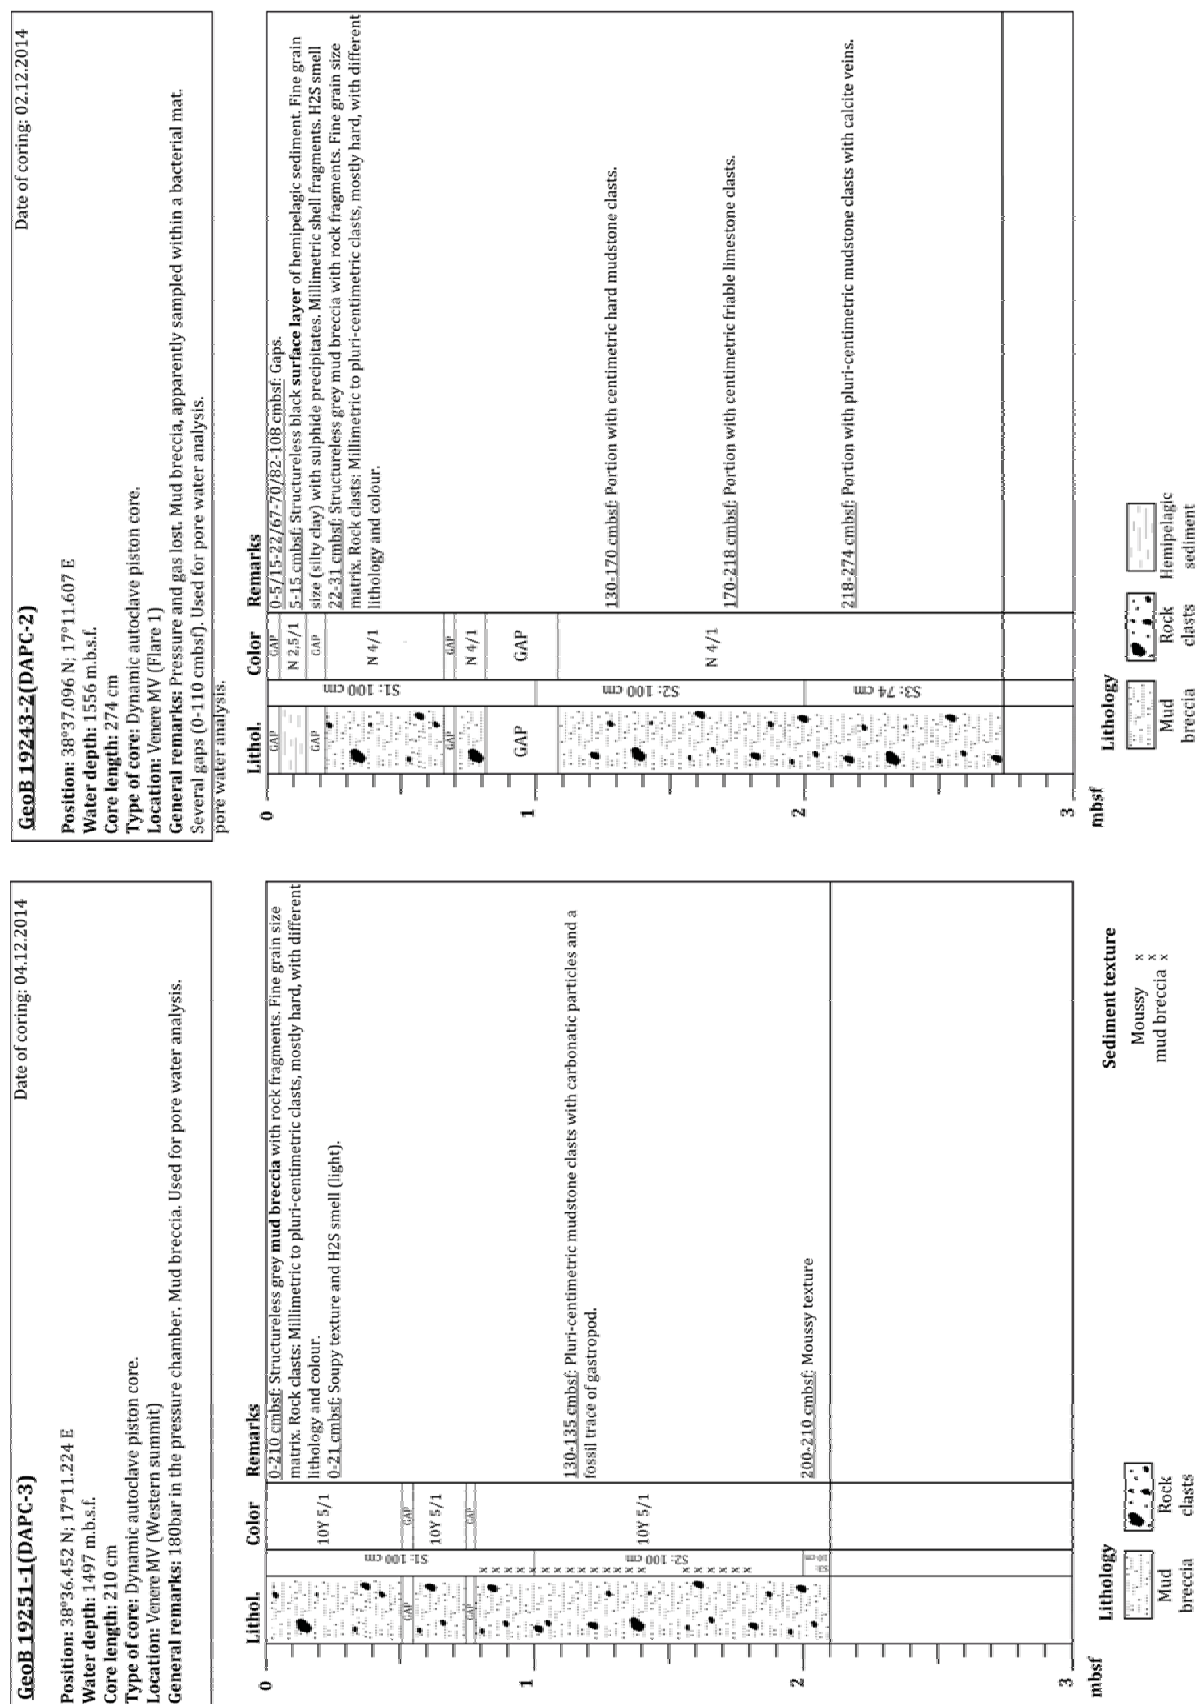 GeoB 19251-1(DAPC-3)
Date of coring: 04.12.2014
Position: 38°36.452 N; 17°11.224 E
Water depth: 1497 m.b.s.f.
Core length: 210 cm
Type of core: Dynamic autoclave piston core.
Location: Venere MV (Western summit)
General remarks: 180bar in the pressure chamber. Mud breccia. Used for pore water analysis.
Lithol.
Color
Remarks
0
1
2
3
mbsf
GAP
GAP
S1: 100 cm
S2: 100 cm
10Y 5/1
GAP
10Y 5/1
GAP
10Y 5/1
0-210 cmbsf: Structureless grey mud breccia with rock fragments. Fine grain size
matrix. Rock clasts: Millimetric to pluri-centimetric clasts, mostly hard, with different
lithology and colour.
0-21 cmbsf: Soupy texture and H2S smell (light).
130-135 cmbsf: Pluri-centimetric mudstone clasts with carbonatic particles and a
fossil trace of gastropod.
200-210 cmbsf: Moussy texture
Lithology
Mud
breccia
Rock
clasts
Sediment texture
Moussy x
x
mud breccia x
GeoB 19243-2(DAPC-2)
Date of coring: 02.12.2014
Position: 38°37.096 N; 17°11.607 E
Water depth: 1556 m.b.s.f.
Core length: 274 cm
Type of core: Dynamic autoclave piston core.
Location: Venere MV (Flare 1)
General remarks: Pressure and gas lost. Mud breccia, apparently sampled within a bacterial mat.
Several gaps (0-110 cmbsf). Used for pore water analysis.
pore water analysis.
Lithol.
Color
Remarks
0
1
2
3
mbsf
GAP
GAP
GAP
GAP
S1: 100 cm
S2: 100 cm
S3: 74 cm
GAP
N 2.5/1
GAP
N 4/1
GAP
N 4/1
GAP
N 4/1
0-5/15-22/67-70/82-108 cmbsf: Gaps.
5-15 cmbsf: Structureless black surface layer of hemipelagic sediment. Fine grain
size (silty clay) with sulphide precipitates. Millimetric shell fragments. H2S smell
22-31 cmbsf: Structureless grey mud breccia with rock fragments. Fine grain size
matrix. Rock clasts: Millimetric to pluri-centimetric clasts, mostly hard, with different
lithology and colour.
130-170 cmbsf: Portion with centimetric hard mudstone clasts.
170-218 cmbsf: Portion with centimetric friable limestone clasts.
218-274 cmbsf: Portion with pluri-centimetric mudstone clasts with calcite veins.
Lithology
Mud
breccia
Rock
clasts
Hemipelagic
sediment